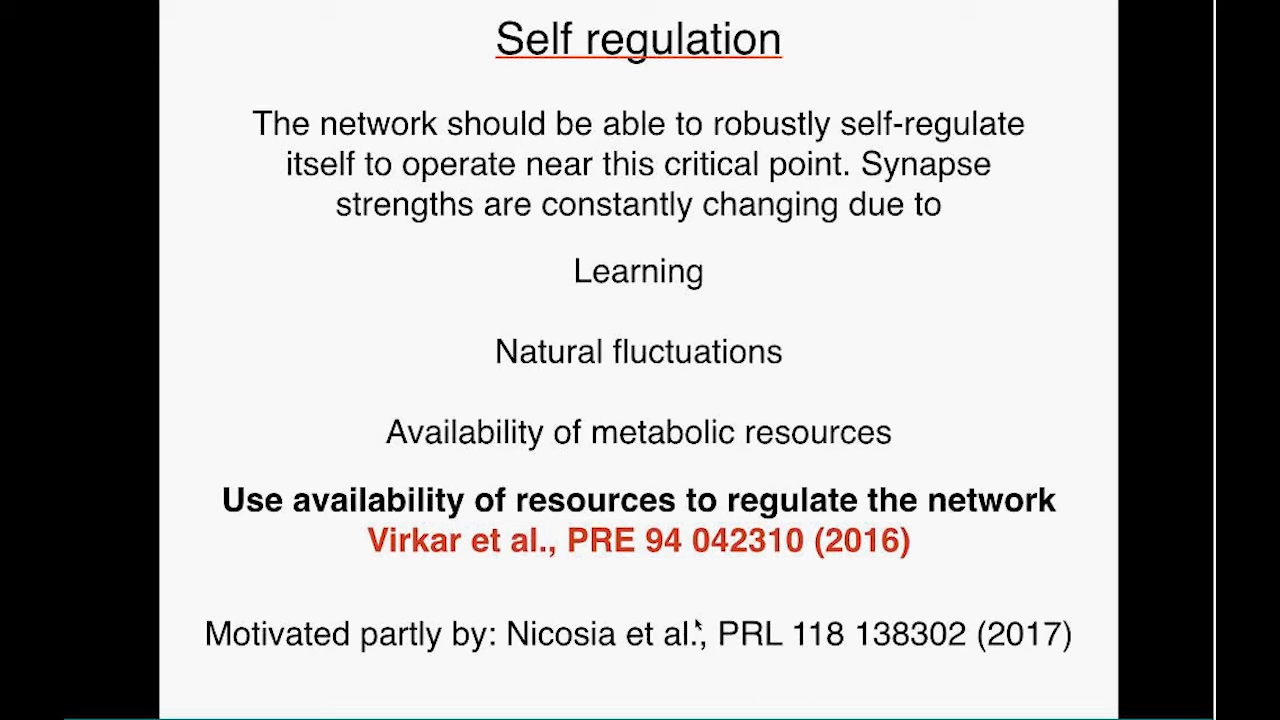 Self regulation
The network should be able to robustly self-regulate
itself to operate near this critical point. Synapse
strengths are constantly changing due to
Learning
Natural fluctuations
Availability of metabolic resources
Use availability of resources to regulate the network
Virkar et al., PRE 94 042310 (2016)
Motivated partly by: Nicosia et al., PRL 118 138302 (2017)